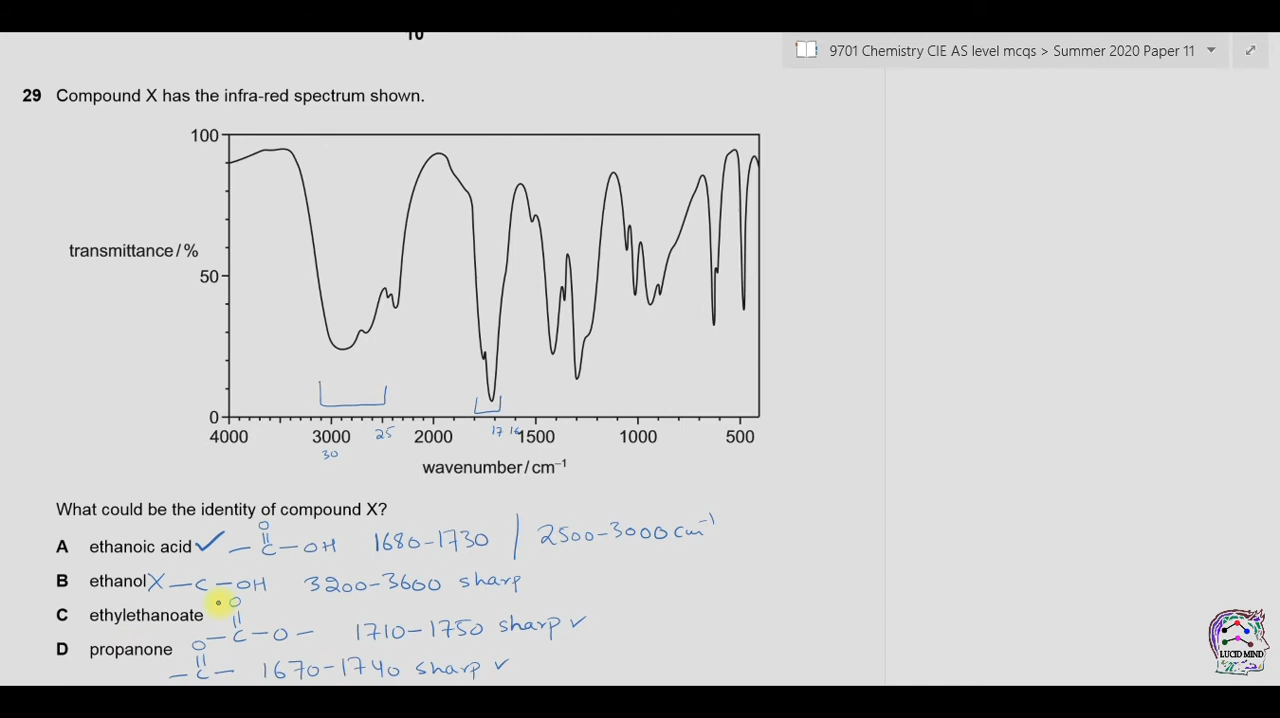 10
9701 Chemistry CIE AS level mcqs > Summer 2020 Paper 11
29 Compound X has the infra-red spectrum shown.
100
transmittance / %
50
0
4000 3000 2000 1500 1000 500
30 25 17 16
wavenumber / cm⁻¹
What could be the identity of compound X?
A ethanoic acid ✓ –C(=O)–OH 1680–1730 | 2500–3000 cm⁻¹
B ethanol X –C–OH 3200–3600 sharp
C ethylethanoate –C(=O)–O– 1710–1750 sharp ✓
D propanone –C(=O)– 1670–1740 sharp ✓
LUCID MIND